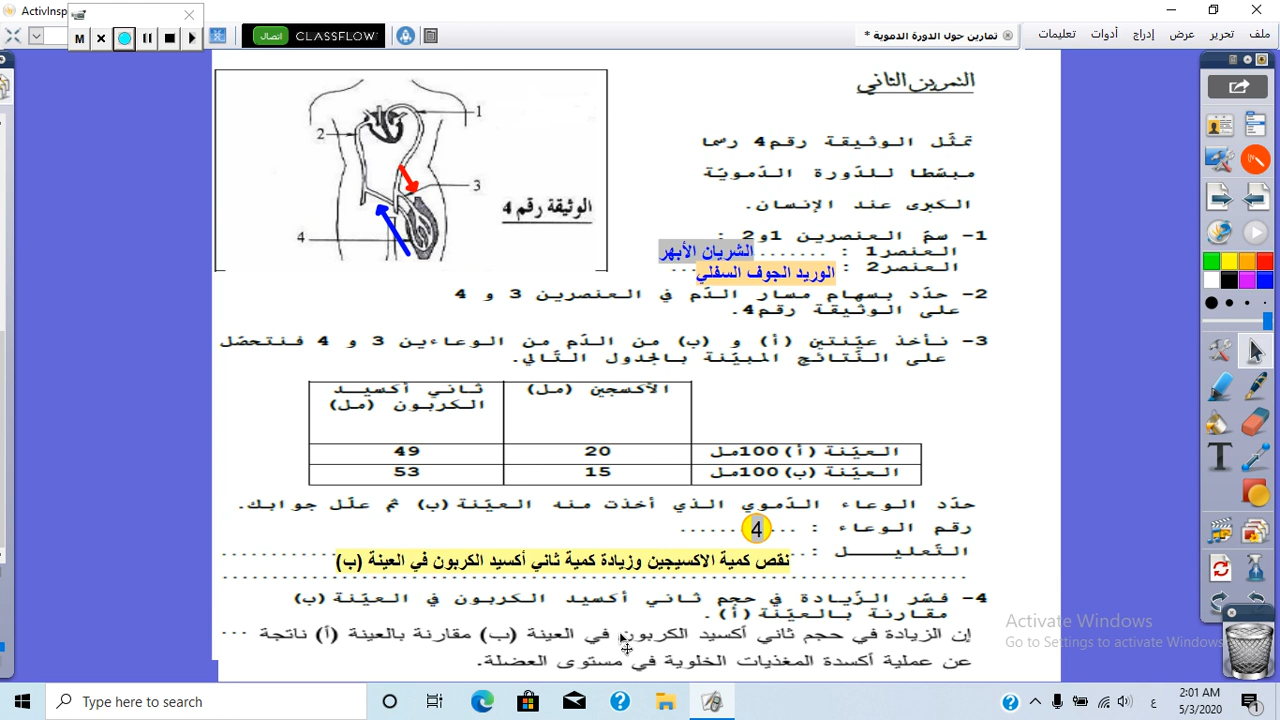 ActivInsp
M
CLASSFLOW
اتصال
تمارين حول الدورة الدموية *
ملف تحرير عرض إدراج أدوات تعليمات
التمرين الثاني
تمثّل الوثيقة رقم 4 رسما
مبسّطا للدّورة الدّمويّة
الكبرى عند الإنسان.
1
2
3
4
الوثيقة رقم 4
1- سمّ العنصرين 1و2 :
العنصر1 : ....... الشريان الأبهر
العنصر2 : الوريد الجوف السفلي ...
2- حدّد بسهام مسار الدّم في العنصرين 3 و 4
على الوثيقة رقم4.
3- نأخذ عيّنتين (أ) و (ب) من الدّم من الوعاءين 3 و 4 فنتحصّل
على النّتائج المبيّنة بالجدول التّالي.
الأكسجين (مل) ثاني أكسيد
الكربون (مل)
العيّنة (أ) 100مل 20 49
العيّنة (ب) 100مل 15 53
حدّد الوعاء الدّموي الذي أخذت منه العيّنة (ب) ثم علّل جوابك.
رقم الوعاء : ... 4 .......
التّعليـــل : .. نقص كمية الاكسيجين وزيادة كمية ثاني أكسيد الكربون في العينة (ب) ............
4- فسّر الزّيادة في حجم ثاني أكسيد الكربون في العيّنة (ب)
مقارنة بالعيّنة (أ).
إن الزيادة في حجم ثاني أكسيد الكربون في العينة (ب) مقارنة بالعينة (أ) ناتجة ...
عن عملية أكسدة المغذيات الخلوية في مستوى العضلة.
Activate Windows
Go to Settings to activate Windows.
Type here to search
ع
2:01 AM
5/3/2020
1